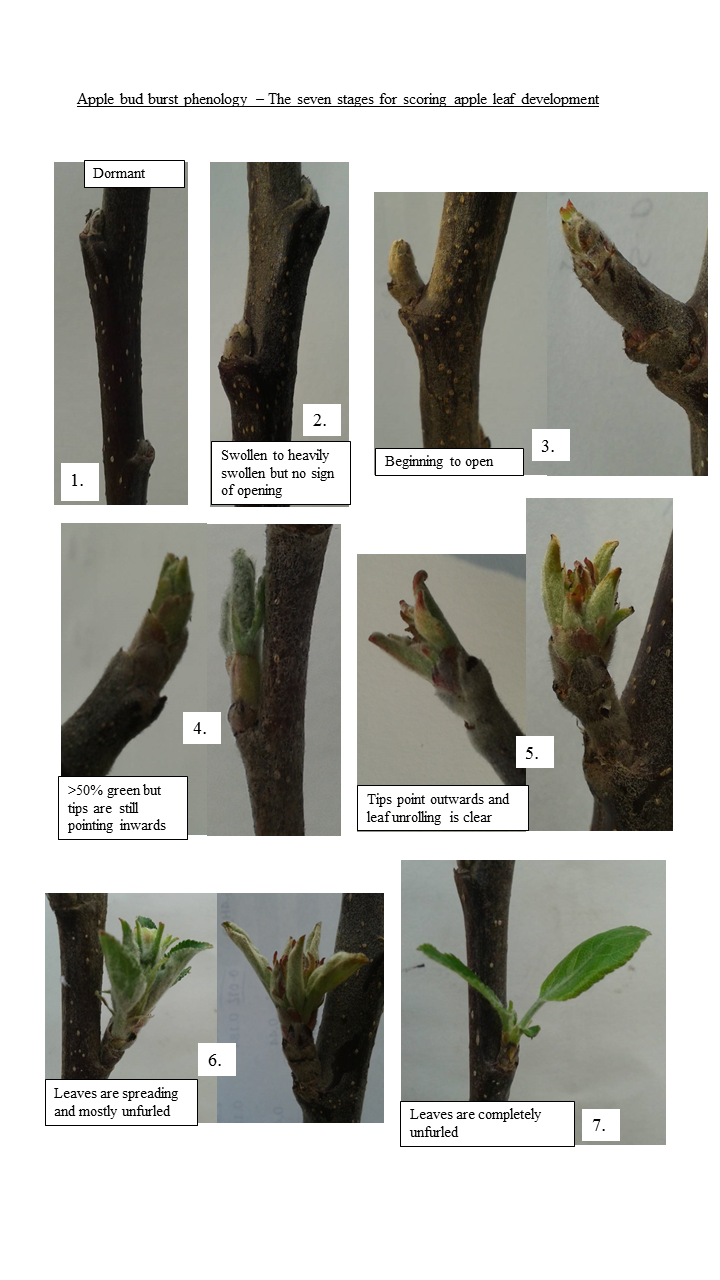 Apple bud burst phenology – The seven stages for scoring apple leaf development
Dormant
1.
2.
Swollen to heavily
swollen but no sign
of opening
3.
Beginning to open
4.
>50% green but
tips are still
pointing inwards
5.
Tips point outwards and
leaf unrolling is clear
6.
Leaves are spreading
and mostly unfurled
Leaves are completely
unfurled
7.